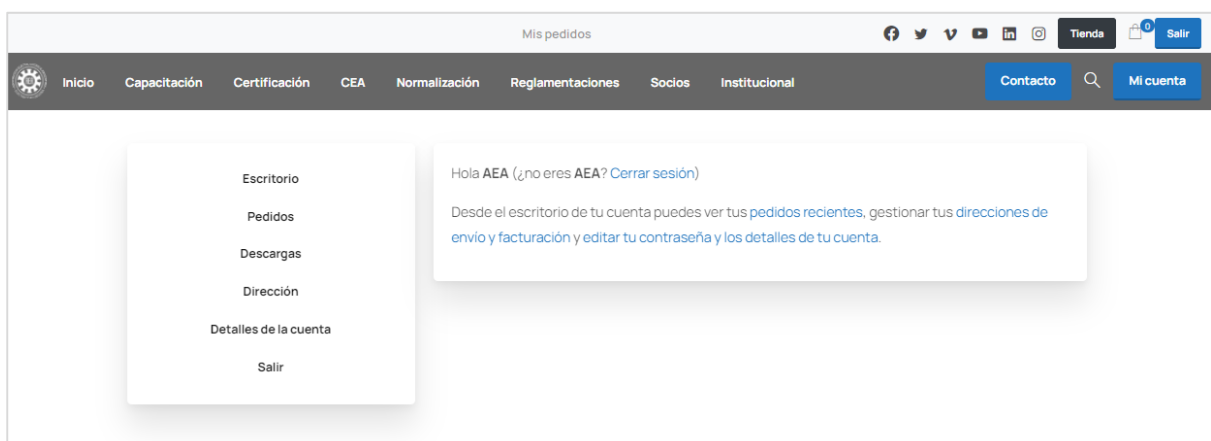 Mis pedidos
Tienda
0
Salir
Inicio
Capacitación
Certificación
CEA
Normalización
Reglamentaciones
Socios
Institucional
Contacto
Mi cuenta
Escritorio
Pedidos
Descargas
Dirección
Detalles de la cuenta
Salir
Hola AEA (¿no eres AEA? Cerrar sesión)
Desde el escritorio de tu cuenta puedes ver tus pedidos recientes, gestionar tus direcciones de
envío y facturación y editar tu contraseña y los detalles de tu cuenta.